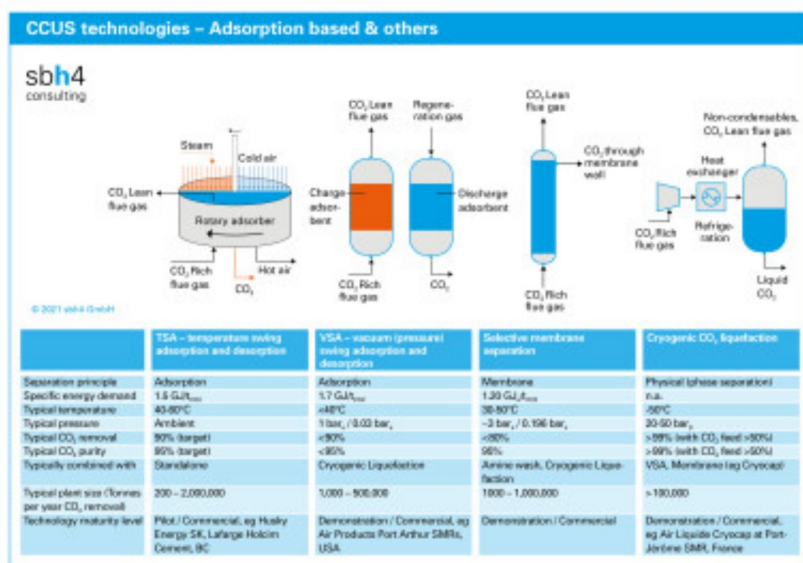 CCUS technologies – Adsorption based & others
sbh4
consulting
Steam
Cold air
CO₂ Lean
flue gas
Rotary adsorber
CO₂ Rich
flue gas
CO₂
Hot air
CO₂ Lean
flue gas
Regene-
ration gas
Charge
adsor-
bent
Discharge
adsorbent
CO₂ Rich
flue gas
CO₂
CO₂ Lean
flue gas
CO₂ through
membrane
wall
CO₂ Rich
flue gas
Non-condensables,
CO₂ Lean flue gas
Heat
exchanger
CO₂ Rich
flue gas
Refrige-
ration
Liquid
CO₂
© 2021 sbh4 GmbH
TSA – temperature swing
adsorption and desorption
VSA – vacuum (pressure)
swing adsorption and
desorption
Selective membrane
separation
Cryogenic CO₂ liquefaction
Separation principle Adsorption Adsorption Membrane Physical (phase separation)
Specific energy demand 1.7 n.a.
Typical temperature 40-80°C <40°C 30-50°C -50°C
Typical pressure Ambient 20-50
Typical CO₂ removal 90% (target) <90% <80% >99% (with CO₂ feed >50%)
Typical CO₂ purity 95% (target) <95% 95% >99% (with CO₂ feed >50%)
Typically combined with Standalone Cryogenic Liquefaction Amine wash, Cryogenic Lique-
faction VSA, Membrane (eg Cryocap)
Typical plant size (Tonnes
per year CO₂ removal) 200 – 2,000,000 1,000 – 500,000 1000 – 1,000,000 >100,000
Technology maturity level Pilot / Commercial, eg Husky
Energy SK, Lafarge Holcim
Cement, BC
Demonstration / Commercial, eg
Air Products Port Arthur SMRs,
USA
Demonstration / Commercial
Demonstration / Commercial,
eg Air Liquide Cryocap at Port-
Jérôme SMR, France